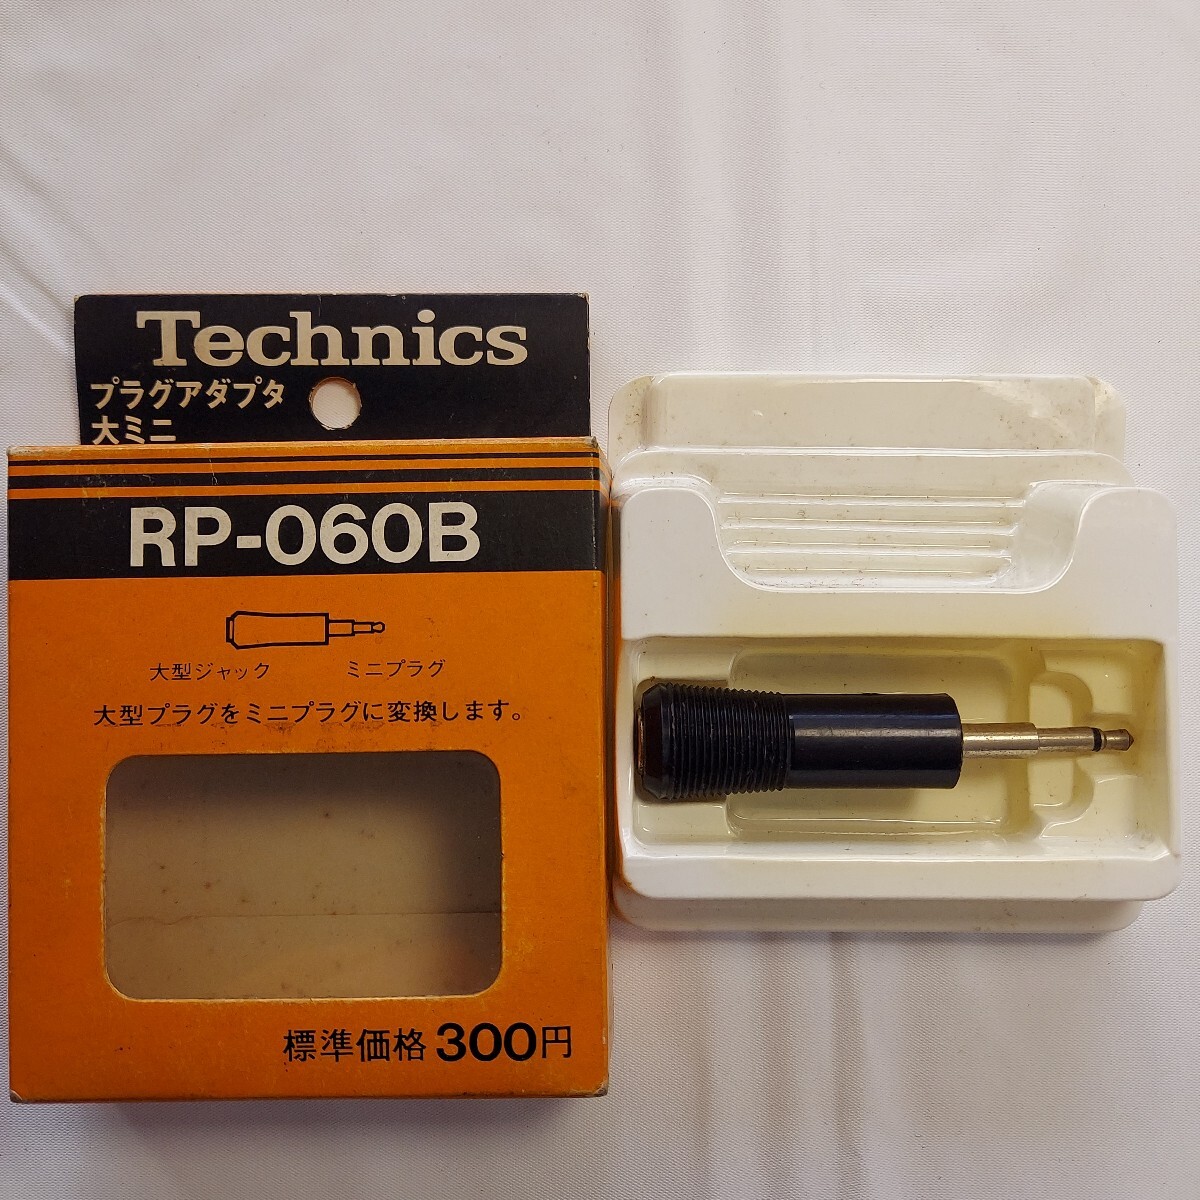 Technics
プラグアダプタ
大ミニ
RP-060B
大型ジャック ミニプラグ
大型プラグをミニプラグに変換します。
標準価格300円